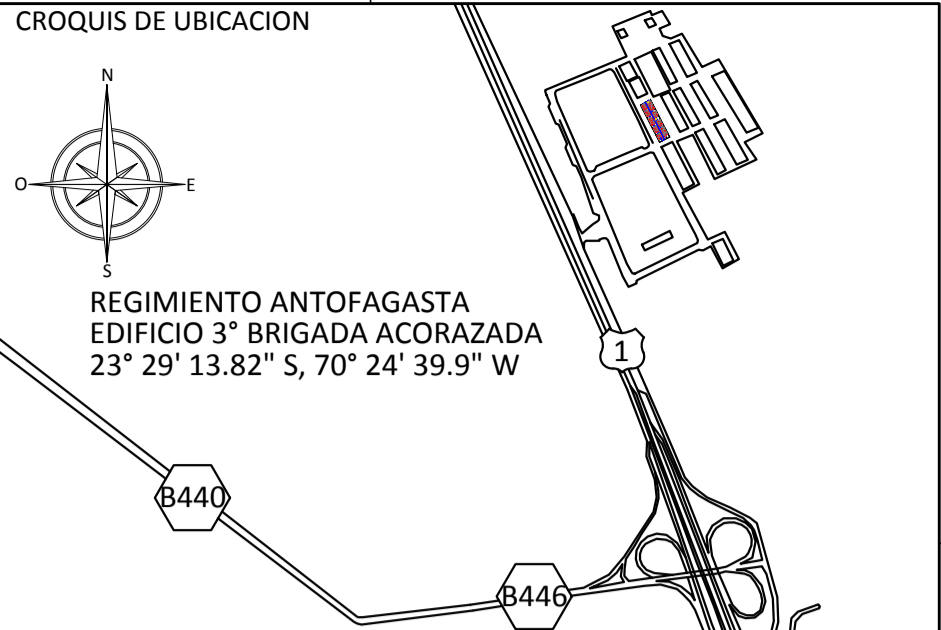 CROQUIS DE UBICACION
N
O
E
S
REGIMIENTO ANTOFAGASTA
EDIFICIO 3° BRIGADA ACORAZADA
23° 29' 13.82" S, 70° 24' 39.9" W
1
B440
B446